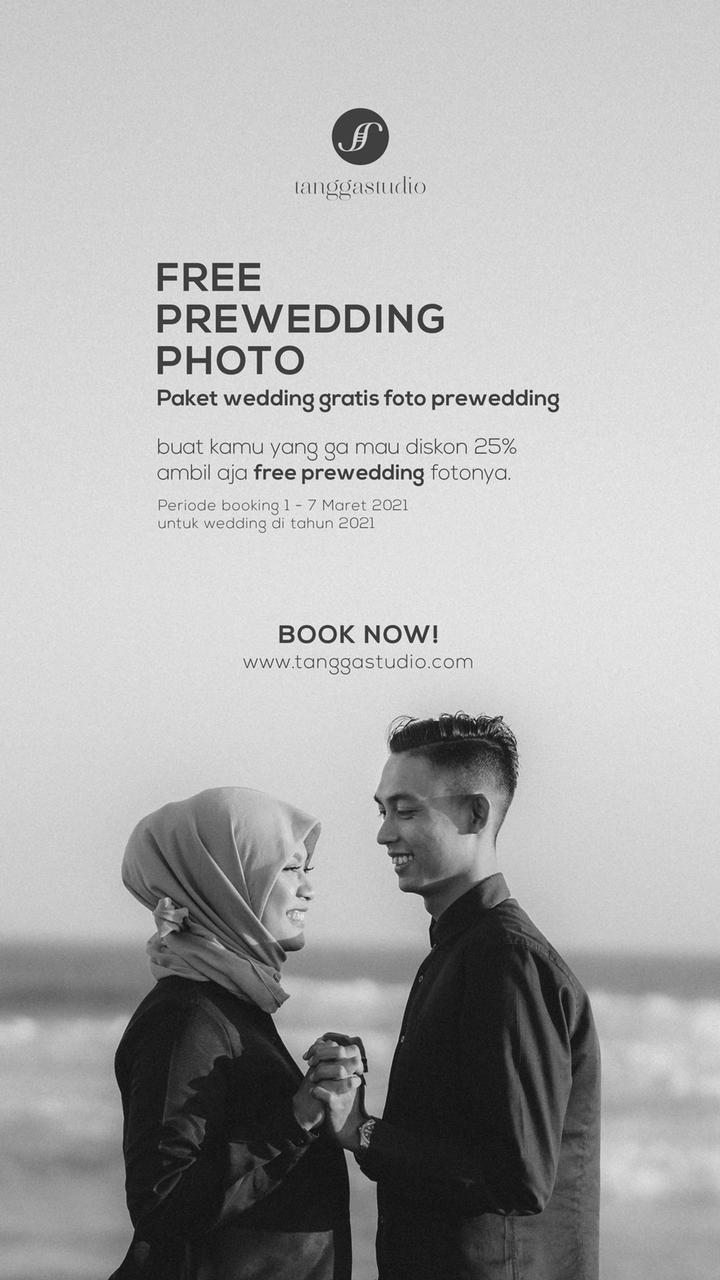 tanggastudio
FREE
PREWEDDING
PHOTO
Paket wedding gratis foto prewedding
buat kamu yang ga mau diskon 25%
ambil aja free prewedding fotonya.
Periode booking 1 - 7 Maret 2021
untuk wedding di tahun 2021
BOOK NOW!
www.tanggastudio.com